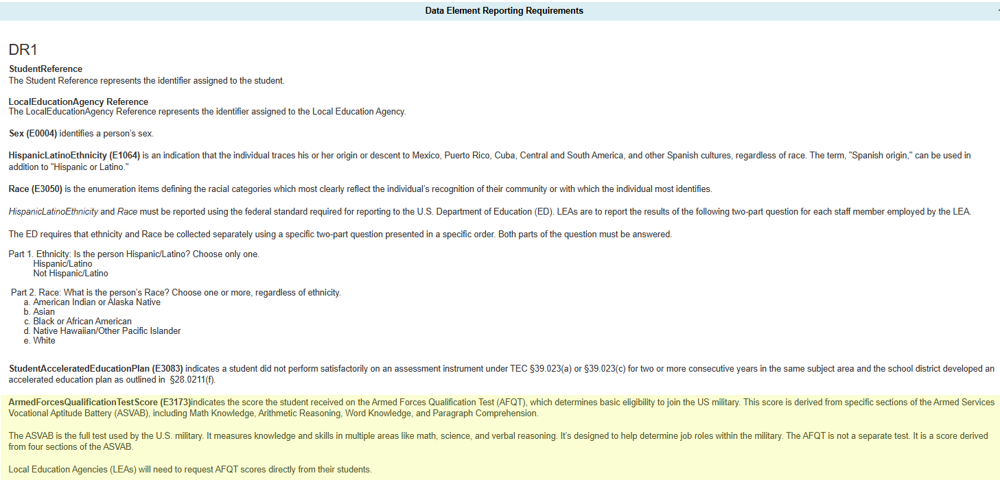 Data Element Reporting Requirements
DR1
StudentReference
The Student Reference represents the identifier assigned to the student.
LocalEducationAgency Reference
The LocalEducationAgency Reference represents the identifier assigned to the Local Education Agency.
Sex (E0004) identifies a person's sex.
HispanicLatinoEthnicity (E1064) is an indication that the individual traces his or her origin or descent to Mexico, Puerto Rico, Cuba, Central and South America, and other Spanish cultures, regardless of race. The term, "Spanish origin," can be used in
addition to "Hispanic or Latino."
Race (E3050) is the enumeration items defining the racial categories which most clearly reflect the individual's recognition of their community or with which the individual most identifies.
HispanicLatinoEthnicity and Race must be reported using the federal standard required for reporting to the U.S. Department of Education (ED). LEAs are to report the results of the following two-part question for each staff member employed by the LEA.
The ED requires that ethnicity and Race be collected separately using a specific two-part question presented in a specific order. Both parts of the question must be answered.
Part 1. Ethnicity: Is the person Hispanic/Latino? Choose only one.
Hispanic/Latino
Not Hispanic/Latino
Part 2. Race: What is the person's Race? Choose one or more, regardless of ethnicity.
a. American Indian or Alaska Native
b. Asian
c. Black or African American
d. Native Hawaiian/Other Pacific Islander
e. White
StudentAcceleratedEducationPlan (E3083) indicates a student did not perform satisfactorily on an assessment instrument under TEC §39.023(a) or §39.023(c) for two or more consecutive years in the same subject area and the school district developed an
accelerated education plan as outlined in §28.0211(f).
ArmedForcesQualificationTestScore (E3173)indicates the score the student received on the Armed Forces Qualification Test (AFQT), which determines basic eligibility to join the US military. This score is derived from specific sections of the Armed Services
Vocational Aptitude Battery (ASVAB), including Math Knowledge, Arithmetic Reasoning, Word Knowledge, and Paragraph Comprehension.
The ASVAB is the full test used by the U.S. military. It measures knowledge and skills in multiple areas like math, science, and verbal reasoning. It's designed to help determine job roles within the military. The AFQT is not a separate test. It is a score derived
from four sections of the ASVAB.
Local Education Agencies (LEAs) will need to request AFQT scores directly from their students.